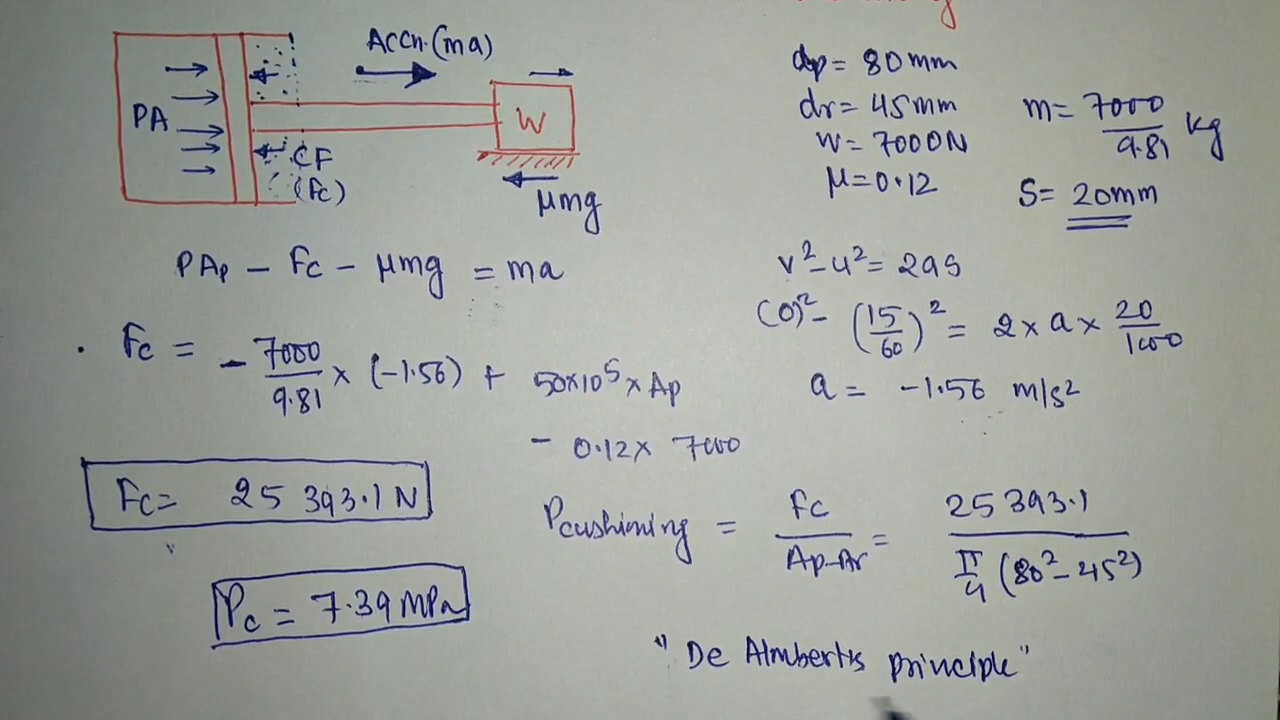 Accn.(ma)
PA
W
CF
(Fc)
μmg
dp = 80mm
dr = 45mm
W = 7000N
μ = 0.12
m = 7000/9.81 kg
S = 20mm
PAp – Fc – μmg = ma
v² – u² = 2as
(0)² – (15/60)² = 2 × a × 20/1000
a = -1.56 m/s²
Fc = - 7000/9.81 × (-1.56) + 50×10⁵ × Ap
- 0.12 × 7000
Fc = 25393.1 N
Pcushioning = Fc/(Ap-Ar) = 25393.1/(π/4 (80² - 45²))
Pc = 7.39 MPa
"De Almberts principle"